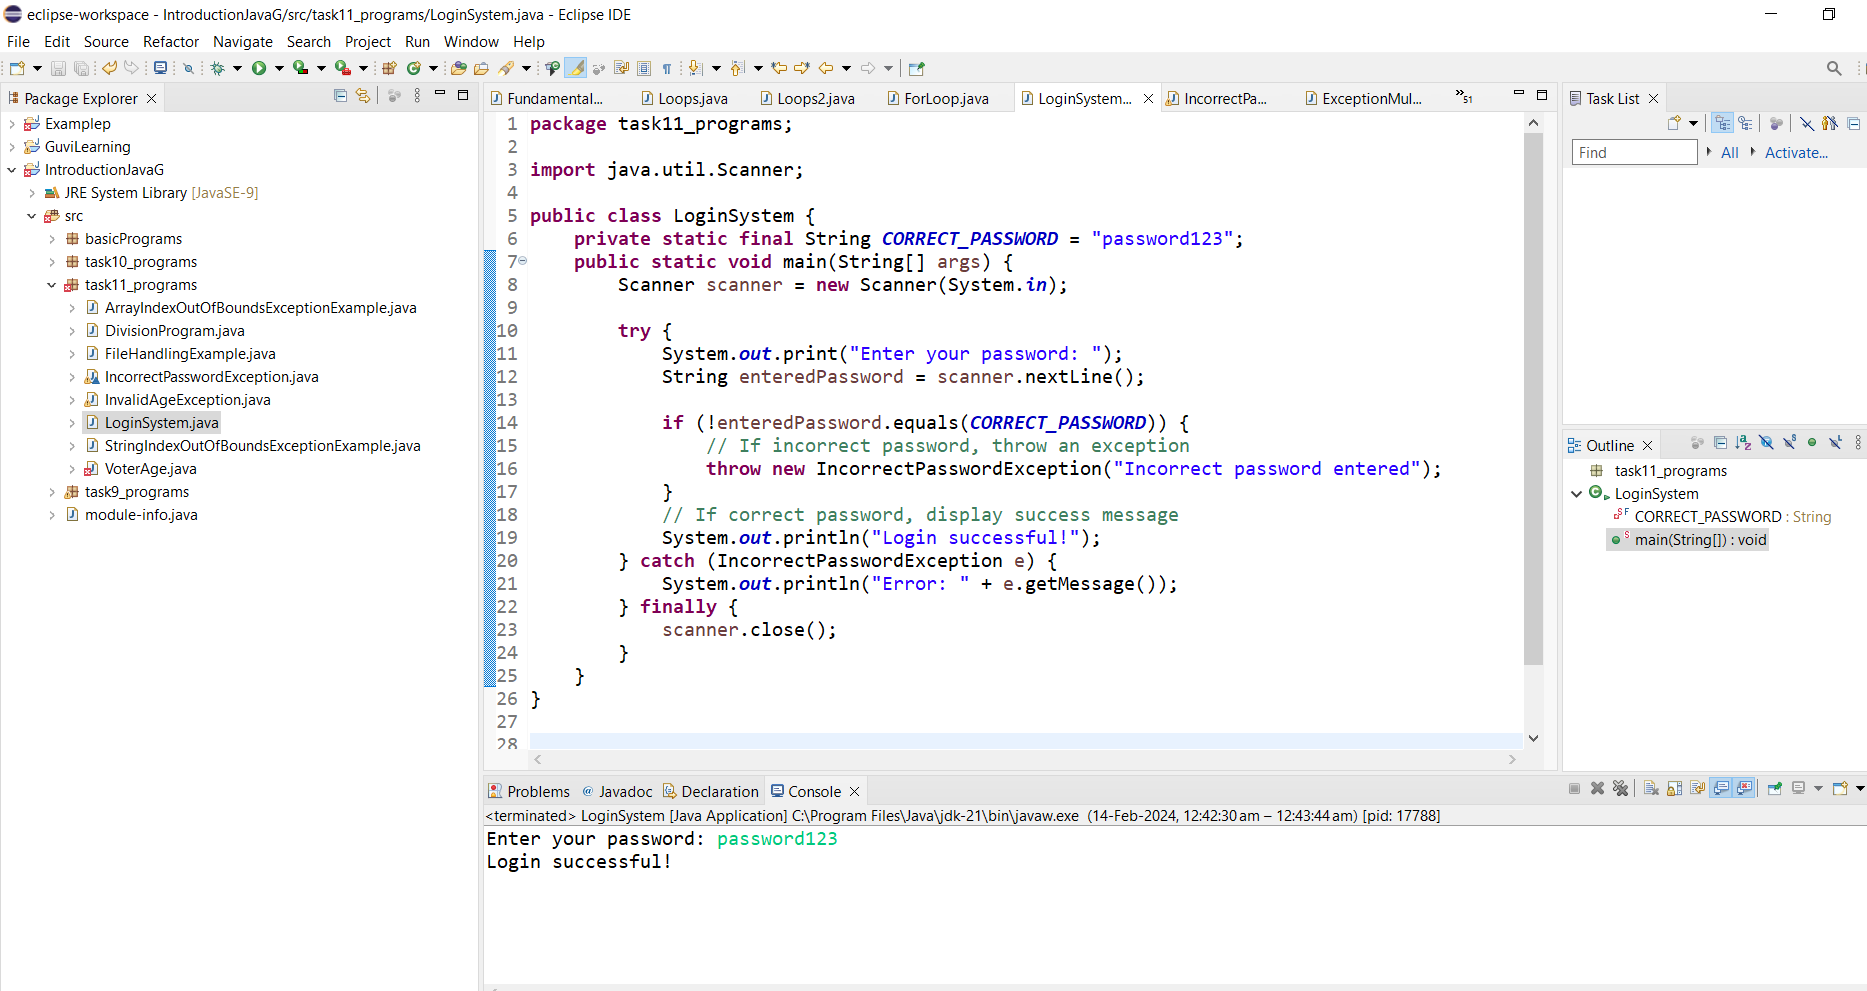 eclipse-workspace - IntroductionJavaG/src/task11_programs/LoginSystem.java - Eclipse IDE
File Edit Source Refactor Navigate Search Project Run Window Help
Package Explorer
Examplep
GuviLearning
IntroductionJavaG
JRE System Library [JavaSE-9]
src
basicPrograms
task10_programs
task11_programs
ArrayIndexOutOfBoundsExceptionExample.java
DivisionProgram.java
FileHandlingExample.java
IncorrectPasswordException.java
InvalidAgeException.java
LoginSystem.java
StringIndexOutOfBoundsExceptionExample.java
VoterAge.java
task9_programs
module-info.java
Fundamental... Loops.java Loops2.java ForLoop.java LoginSystem... IncorrectPa... ExceptionMul... »51
1 package task11_programs;
2
3 import java.util.Scanner;
4
5 public class LoginSystem {
6     private static final String CORRECT_PASSWORD = "password123";
7     public static void main(String[] args) {
8         Scanner scanner = new Scanner(System.in);
9
10         try {
11             System.out.print("Enter your password: ");
12             String enteredPassword = scanner.nextLine();
13
14             if (!enteredPassword.equals(CORRECT_PASSWORD)) {
15                 // If incorrect password, throw an exception
16                 throw new IncorrectPasswordException("Incorrect password entered");
17             }
18             // If correct password, display success message
19             System.out.println("Login successful!");
20         } catch (IncorrectPasswordException e) {
21             System.out.println("Error: " + e.getMessage());
22         } finally {
23             scanner.close();
24         }
25     }
26 }
27
28
Problems Javadoc Declaration Console
<terminated> LoginSystem [Java Application] C:\Program Files\Java\jdk-21\bin\javaw.exe (14-Feb-2024, 12:42:30 am – 12:43:44 am) [pid: 17788]
Enter your password: password123
Login successful!
Task List
Find All Activate...
Outline
task11_programs
LoginSystem
CORRECT_PASSWORD : String
main(String[]) : void